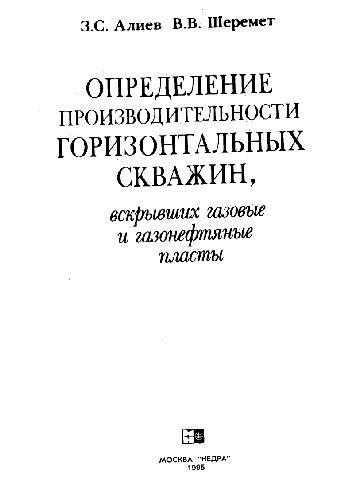 З.С. Алиев В.В. Шеремет
ОПРЕДЕЛЕНИЕ
ПРОИЗВОДИТЕЛЬНОСТИ
ГОРИЗОНТАЛЬНЫХ
СКВАЖИН,
вскрывших газовые
и газонефтяные
пласты
МОСКВА "НЕДРА"
1995